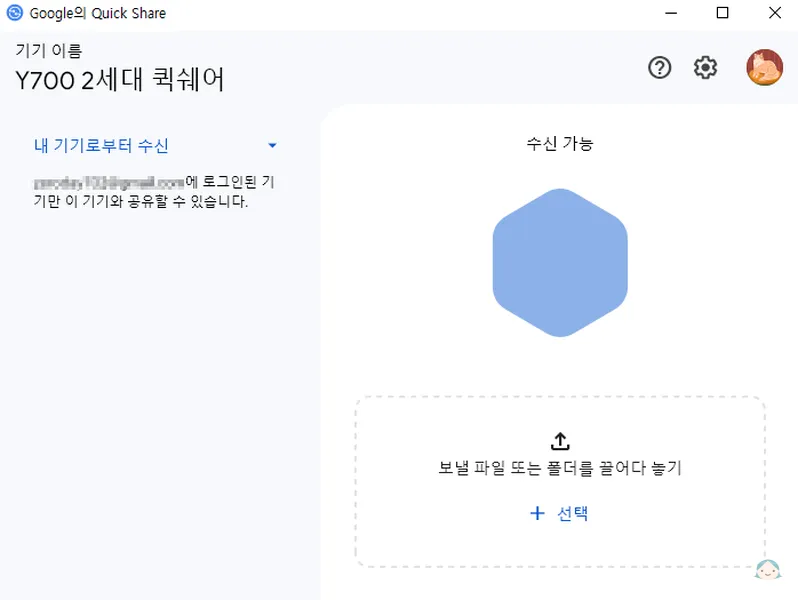 Google의 Quick Share
기기 이름
Y700 2세대 퀵쉐어
내 기기로부터 수신
에 로그인된 기
기만 이 기기와 공유할 수 있습니다.
수신 가능
보낼 파일 또는 폴더를 끌어다 놓기
+ 선택